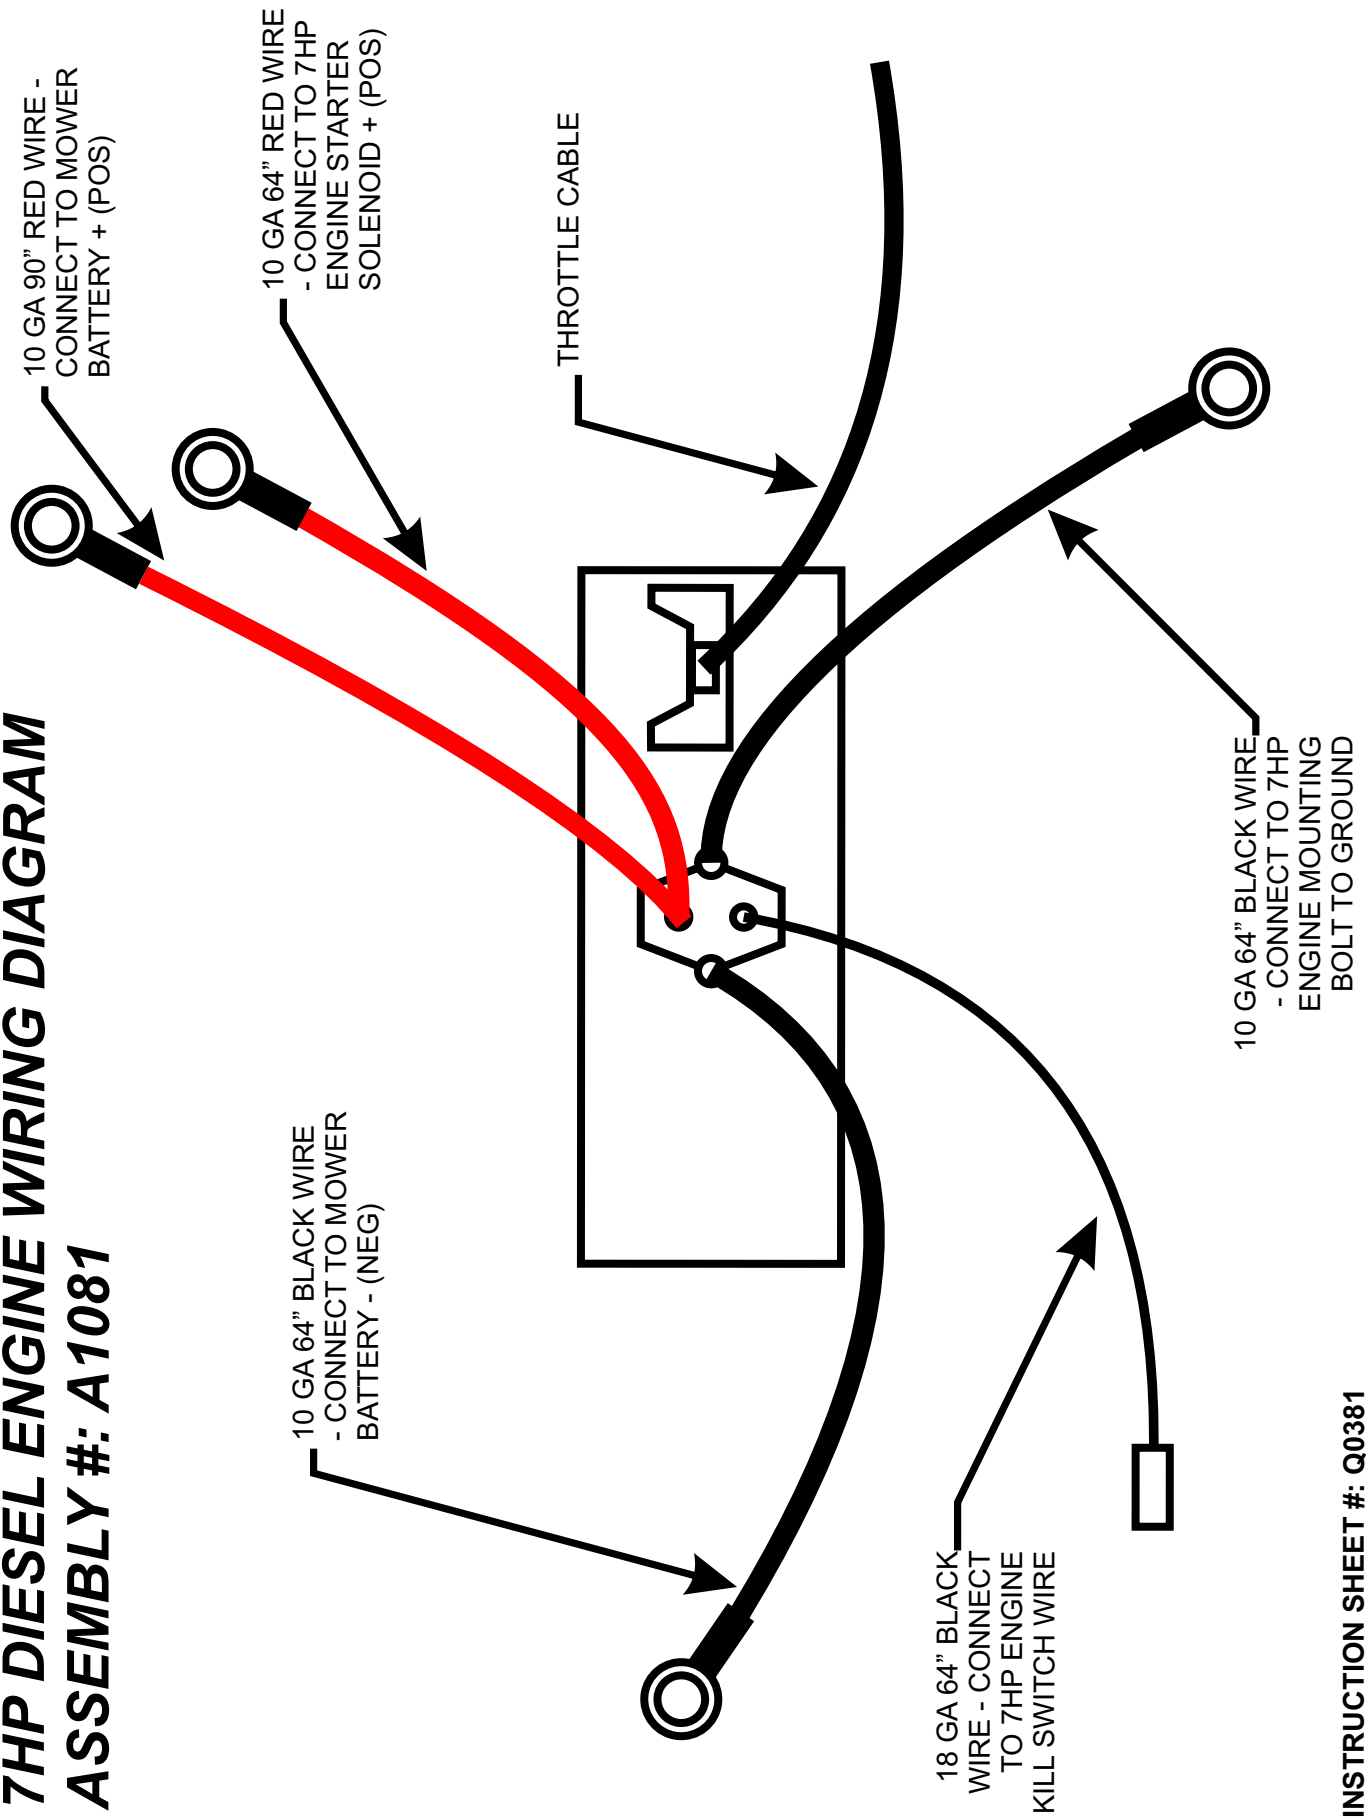 7HP DIESEL ENGINE WIRING DIAGRAM
ASSEMBLY #: A1081
10 GA 90” RED WIRE -
CONNECT TO MOWER
BATTERY + (POS)
10 GA 64” RED WIRE
- CONNECT TO 7HP
ENGINE STARTER
SOLENOID + (POS)
10 GA 64” BLACK WIRE
- CONNECT TO MOWER
BATTERY - (NEG)
THROTTLE CABLE
18 GA 64” BLACK
WIRE - CONNECT
TO 7HP ENGINE
KILL SWITCH WIRE
10 GA 64” BLACK WIRE
- CONNECT TO 7HP
ENGINE MOUNTING
BOLT TO GROUND
INSTRUCTION SHEET #: Q0381